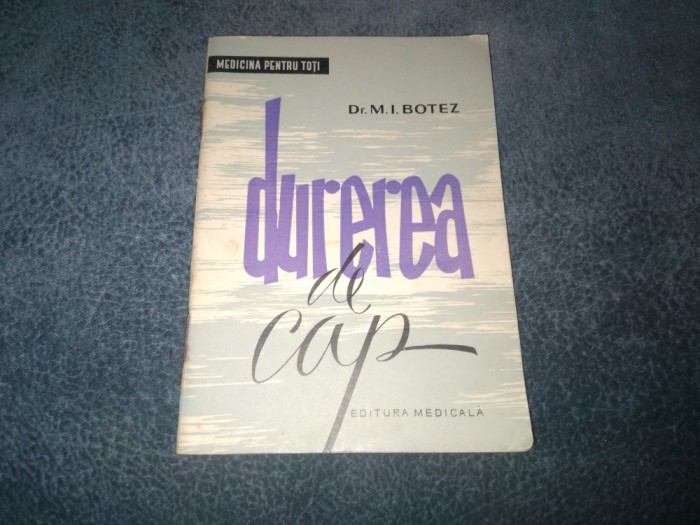 MEDICINA PENTRU TOȚI
Dr. M. I. BOTEZ
durerea
de
cap
EDITURA MEDICALĂ